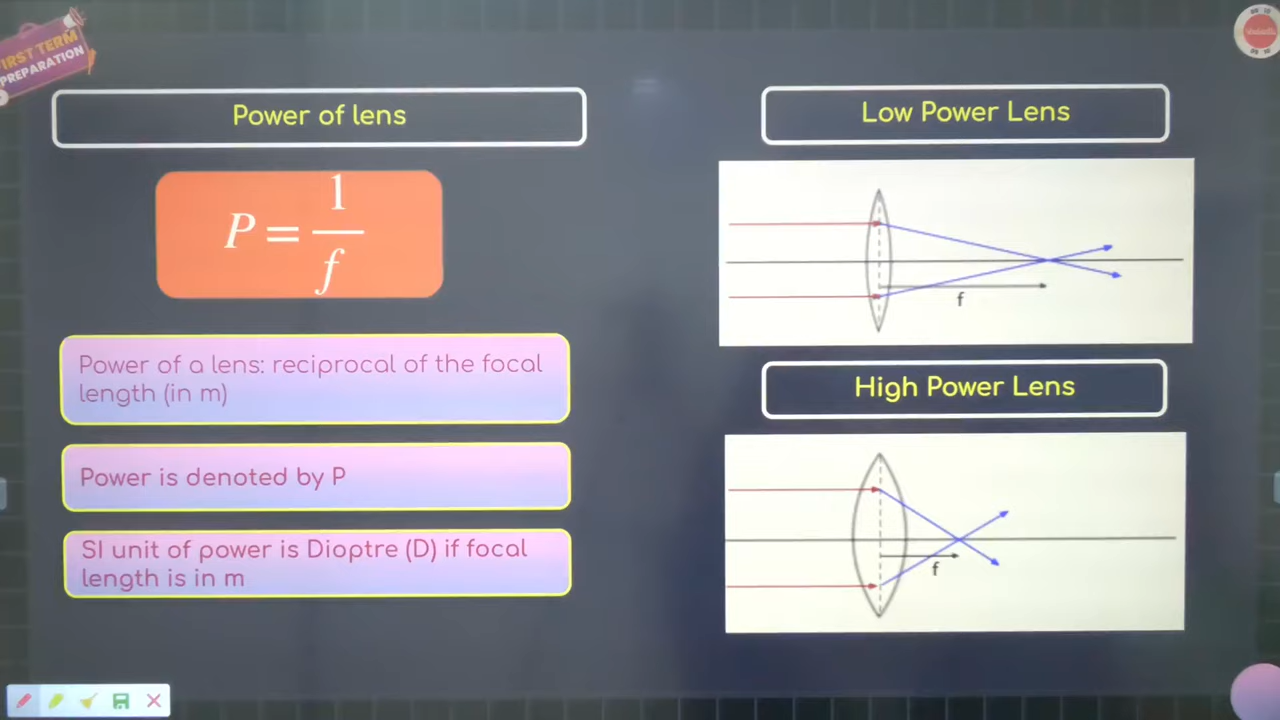 FIRST TERM
PREPARATION
Power of lens
P = 1/f
Power of a lens: reciprocal of the focal
length (in m)
Power is denoted by P
SI unit of power is Dioptre (D) if focal
length is in m
Low Power Lens
f
High Power Lens
f